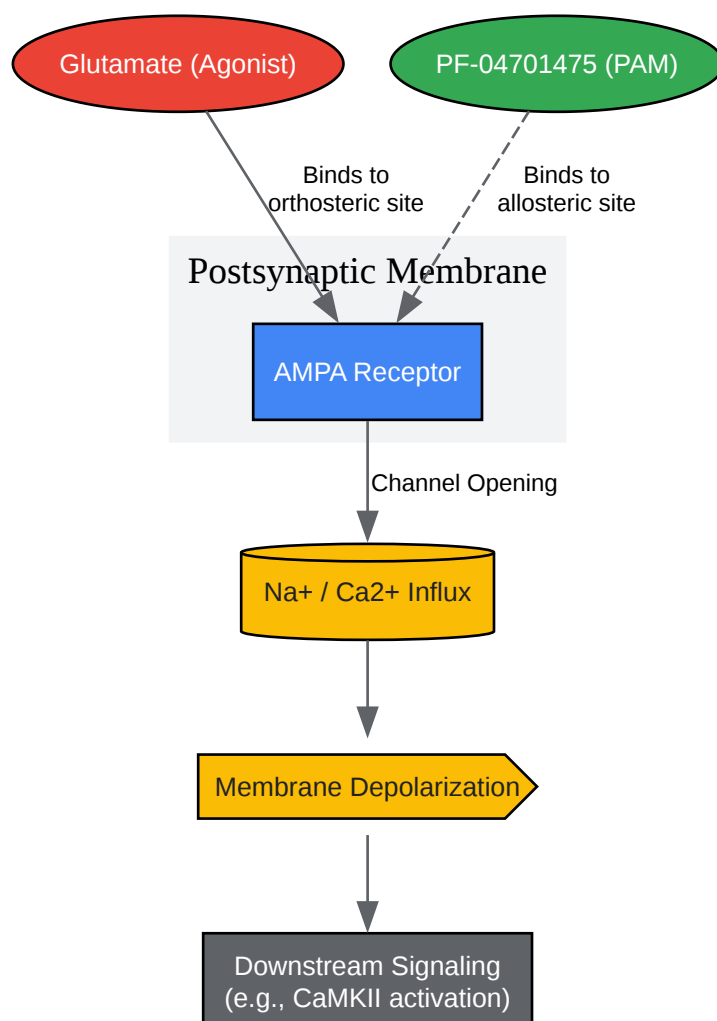 Glutamate (Agonist)
PF-04701475 (PAM)
Binds to
orthosteric site
Binds to
allosteric site
Postsynaptic Membrane
AMPA Receptor
Channel Opening
Na+ / Ca2+ Influx
Membrane Depolarization
Downstream Signaling
(e.g., CaMKII activation)